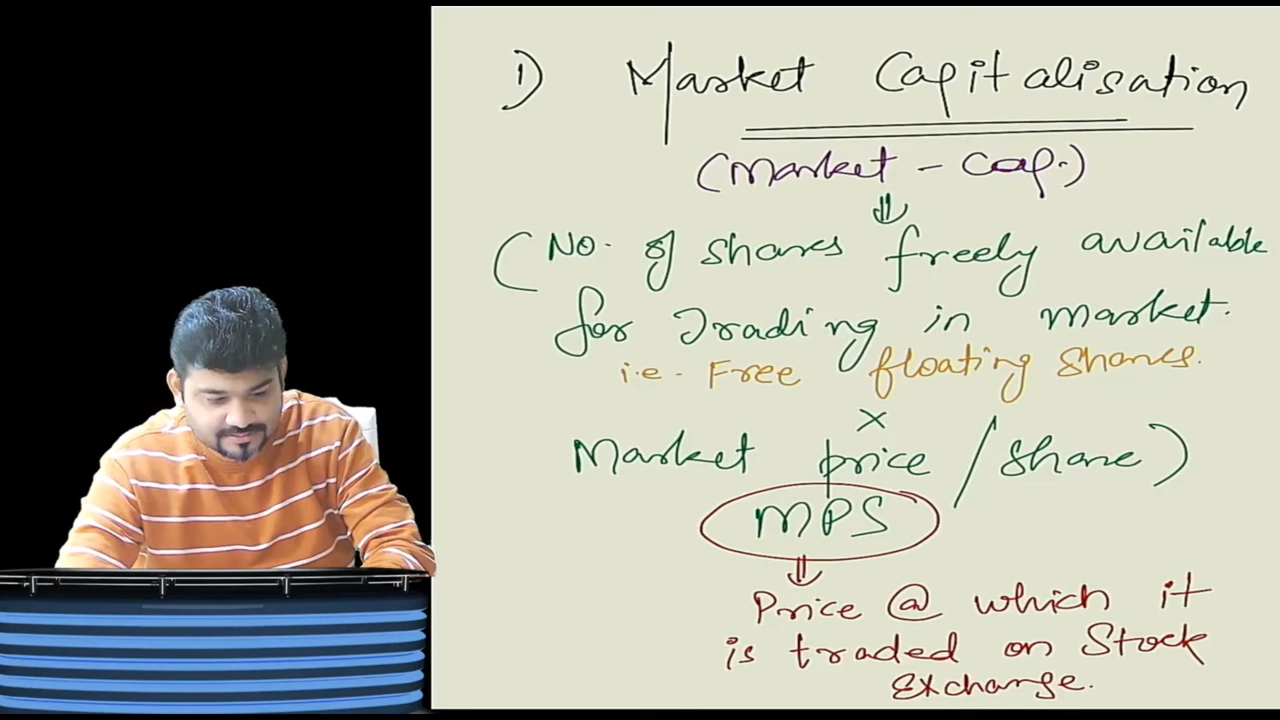 1) Market Capitalisation
(Market - Cap.)
(No. of shares freely available
for Trading in market.
i.e. Free floating shares.
×
Market price / share)
MPS
Price @ which it
is traded on Stock
Exchange.